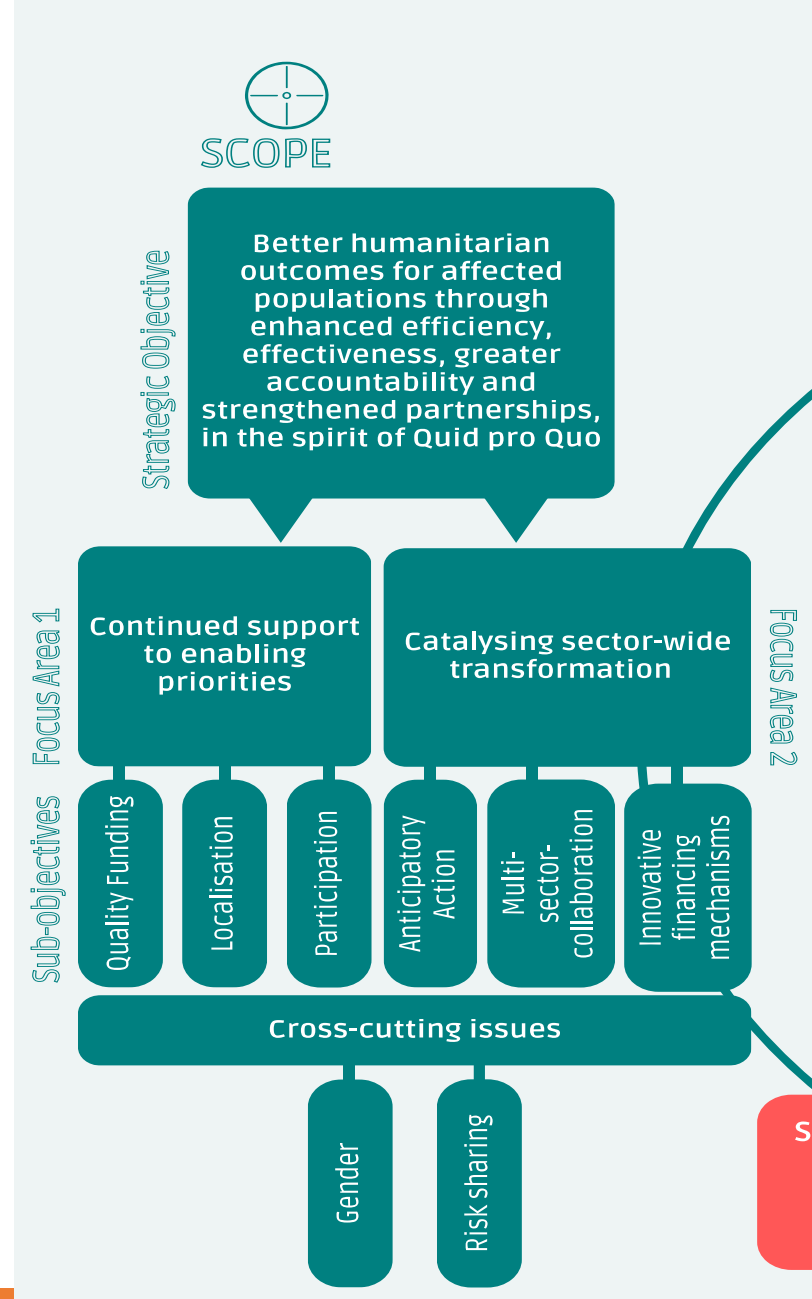 SCOPE
Strategic Objective
Better humanitarian
outcomes for affected
populations through
enhanced efficiency,
effectiveness, greater
accountability and
strengthened partnerships,
in the spirit of Quid pro Quo
Focus Area 1
Continued support
to enabling
priorities
Catalysing sector-wide
transformation
Focus Area 2
Sub-objectives
Quality Funding
Localisation
Participation
Anticipatory
Action
Multi-
sector-
collaboration
Innovative
financing
mechanisms
Cross-cutting issues
Gender
Risk sharing
S